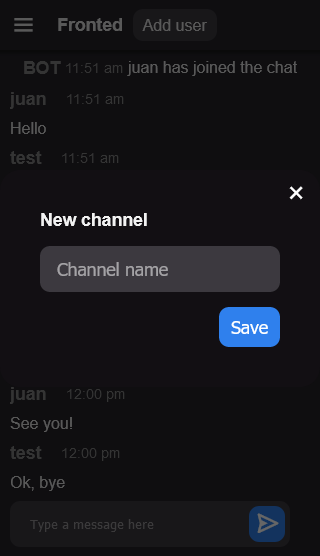 Fronted Add user
BOT 11:51 am juan has joined the chat
juan 11:51 am
Hello
test 11:51 am
New channel
Channel name
Save
juan 12:00 pm
See you!
test 12:00 pm
Ok, bye
Type a message here